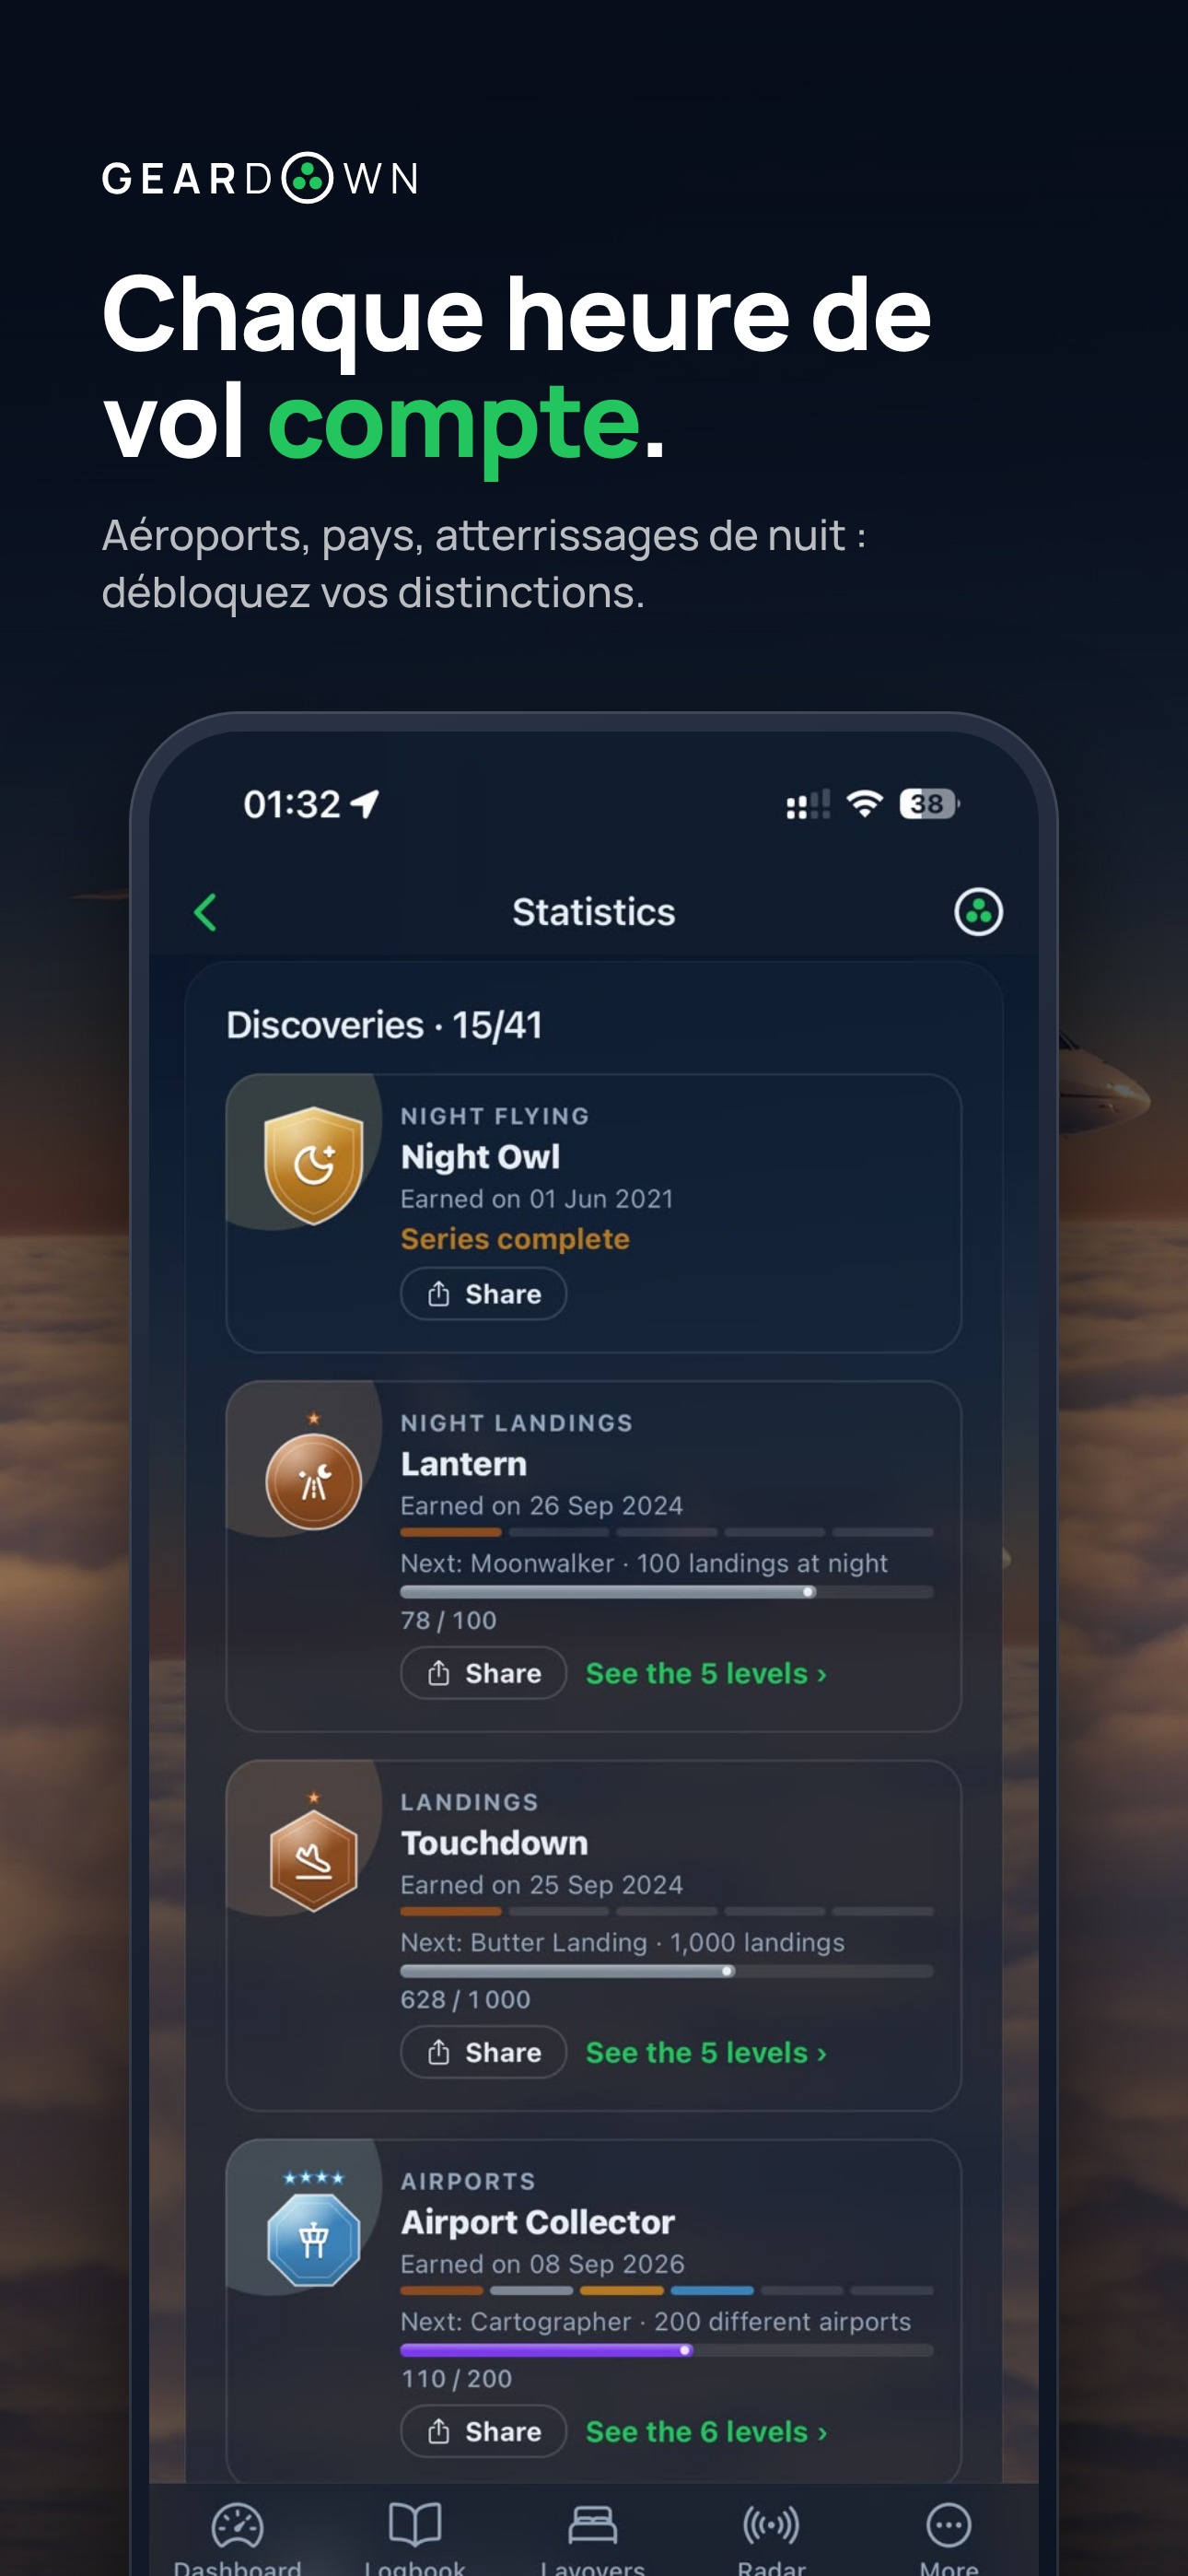 GEARDOWN
Chaque heure de
vol compte.
Aéroports, pays, atterrissages de nuit :
débloquez vos distinctions.
01:32
38
Statistics
Discoveries · 15/41
NIGHT FLYING
Night Owl
Earned on 01 Jun 2021
Series complete
Share
NIGHT LANDINGS
Lantern
Earned on 26 Sep 2024
Next: Moonwalker · 100 landings at night
78 / 100
Share
See the 5 levels ›
LANDINGS
Touchdown
Earned on 25 Sep 2024
Next: Butter Landing · 1,000 landings
628 / 1 000
Share
See the 5 levels ›
AIRPORTS
Airport Collector
Earned on 08 Sep 2026
Next: Cartographer · 200 different airports
110 / 200
Share
See the 6 levels ›
Dashboard
Logbook
Layovers
Radar
More